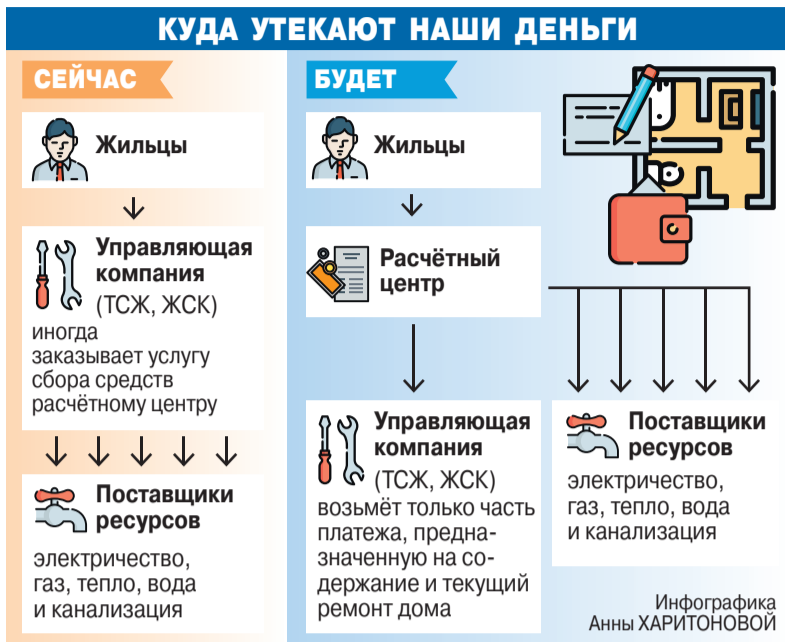 КУДА УТЕКАЮТ НАШИ ДЕНЬГИ
СЕЙЧАС
Жильцы
Управляющая
компания
(ТСЖ, ЖСК)
иногда
заказывает услугу
сбора средств
расчётному центру
Поставщики
ресурсов
электричество,
газ, тепло, вода
и канализация
БУДЕТ
Жильцы
Расчётный
центр
Управляющая
компания
(ТСЖ, ЖСК)
возьмёт только часть
платежа, предна-
значенную на со-
держание и текущий
ремонт дома
Поставщики
ресурсов
электричество,
газ, тепло, вода
и канализация
Инфографика
Анны ХАРИТОНОВОЙ